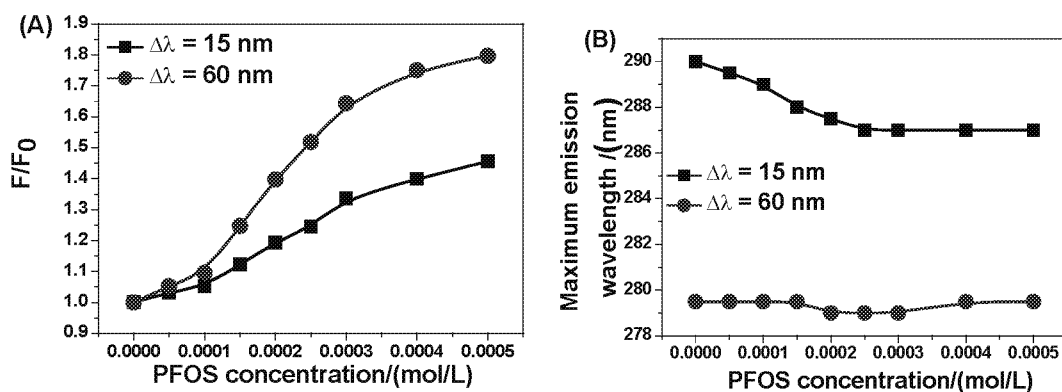 (A)
1.9
1.8
1.7
1.6
1.5
1.4
1.3
1.2
1.1
1.0
0.9
F/F0
Δλ = 15 nm
Δλ = 60 nm
0.0000 0.0001 0.0002 0.0003 0.0004 0.0005
PFOS concentration/(mol/L)
(B)
290
288
286
284
282
280
278
Maximum emission
wavelength /(nm)
Δλ = 15 nm
Δλ = 60 nm
0.0000 0.0001 0.0002 0.0003 0.0004 0.0005
PFOS concentration/(mol/L)